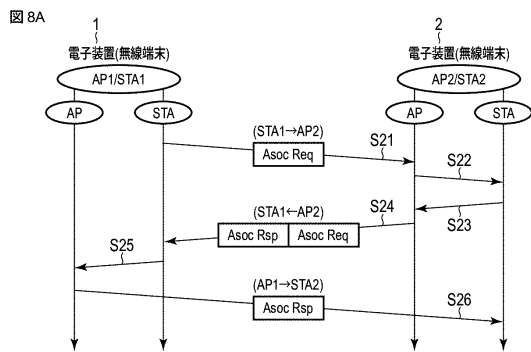 図 8A
1
2
電子装置(無線端末)
電子装置(無線端末)
AP1/STA1
AP2/STA2
AP
STA
AP
STA
(STA1→AP2)
S21
Asoc Req
S22
(STA1←AP2)
S24
S23
Asoc Rsp
Asoc Req
S25
(AP1→STA2)
Asoc Rsp
S26